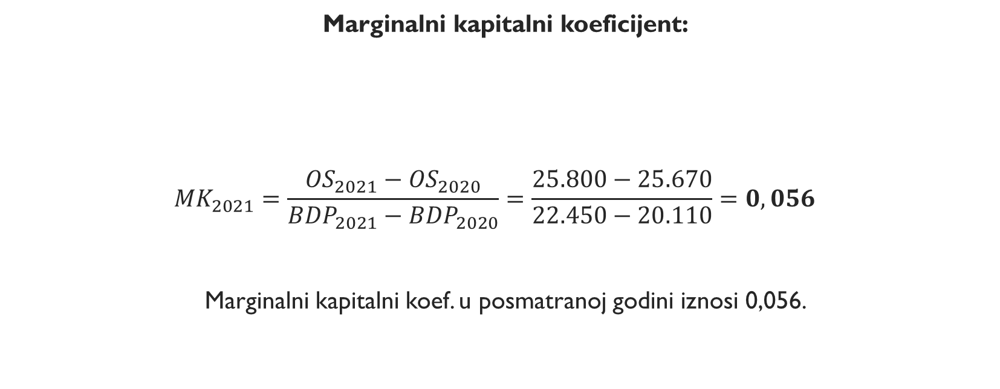 Marginalni kapitalni koeficijent:
MK₂₀₂₁ = (OS₂₀₂₁ − OS₂₀₂₀) / (BDP₂₀₂₁ − BDP₂₀₂₀) = (25.800 − 25.670) / (22.450 − 20.110) = 0,056
Marginalni kapitalni koef. u posmatranoj godini iznosi 0,056.